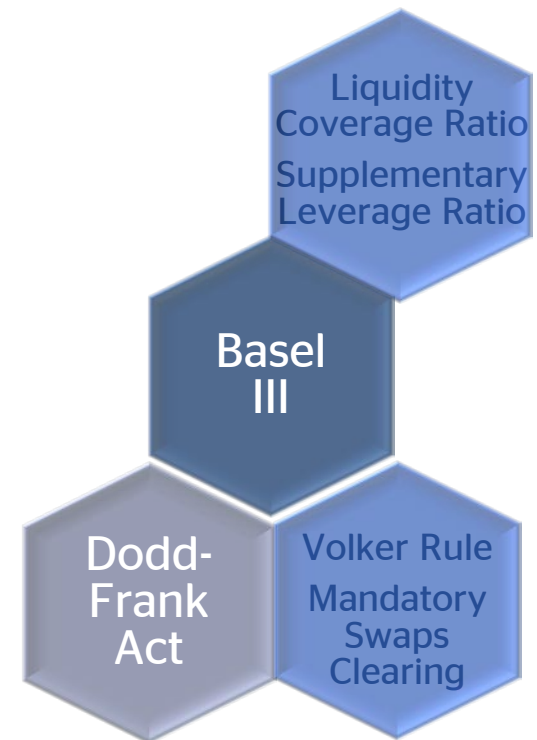 Liquidity
Coverage Ratio
Supplementary
Leverage Ratio
Basel
III
Dodd-
Frank
Act
Volker Rule
Mandatory
Swaps
Clearing